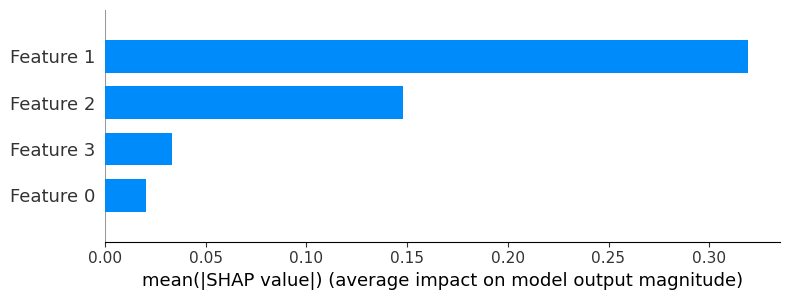 Feature 1
Feature 2
Feature 3
Feature 0
0.00 0.05 0.10 0.15 0.20 0.25 0.30
mean(|SHAP value|) (average impact on model output magnitude)